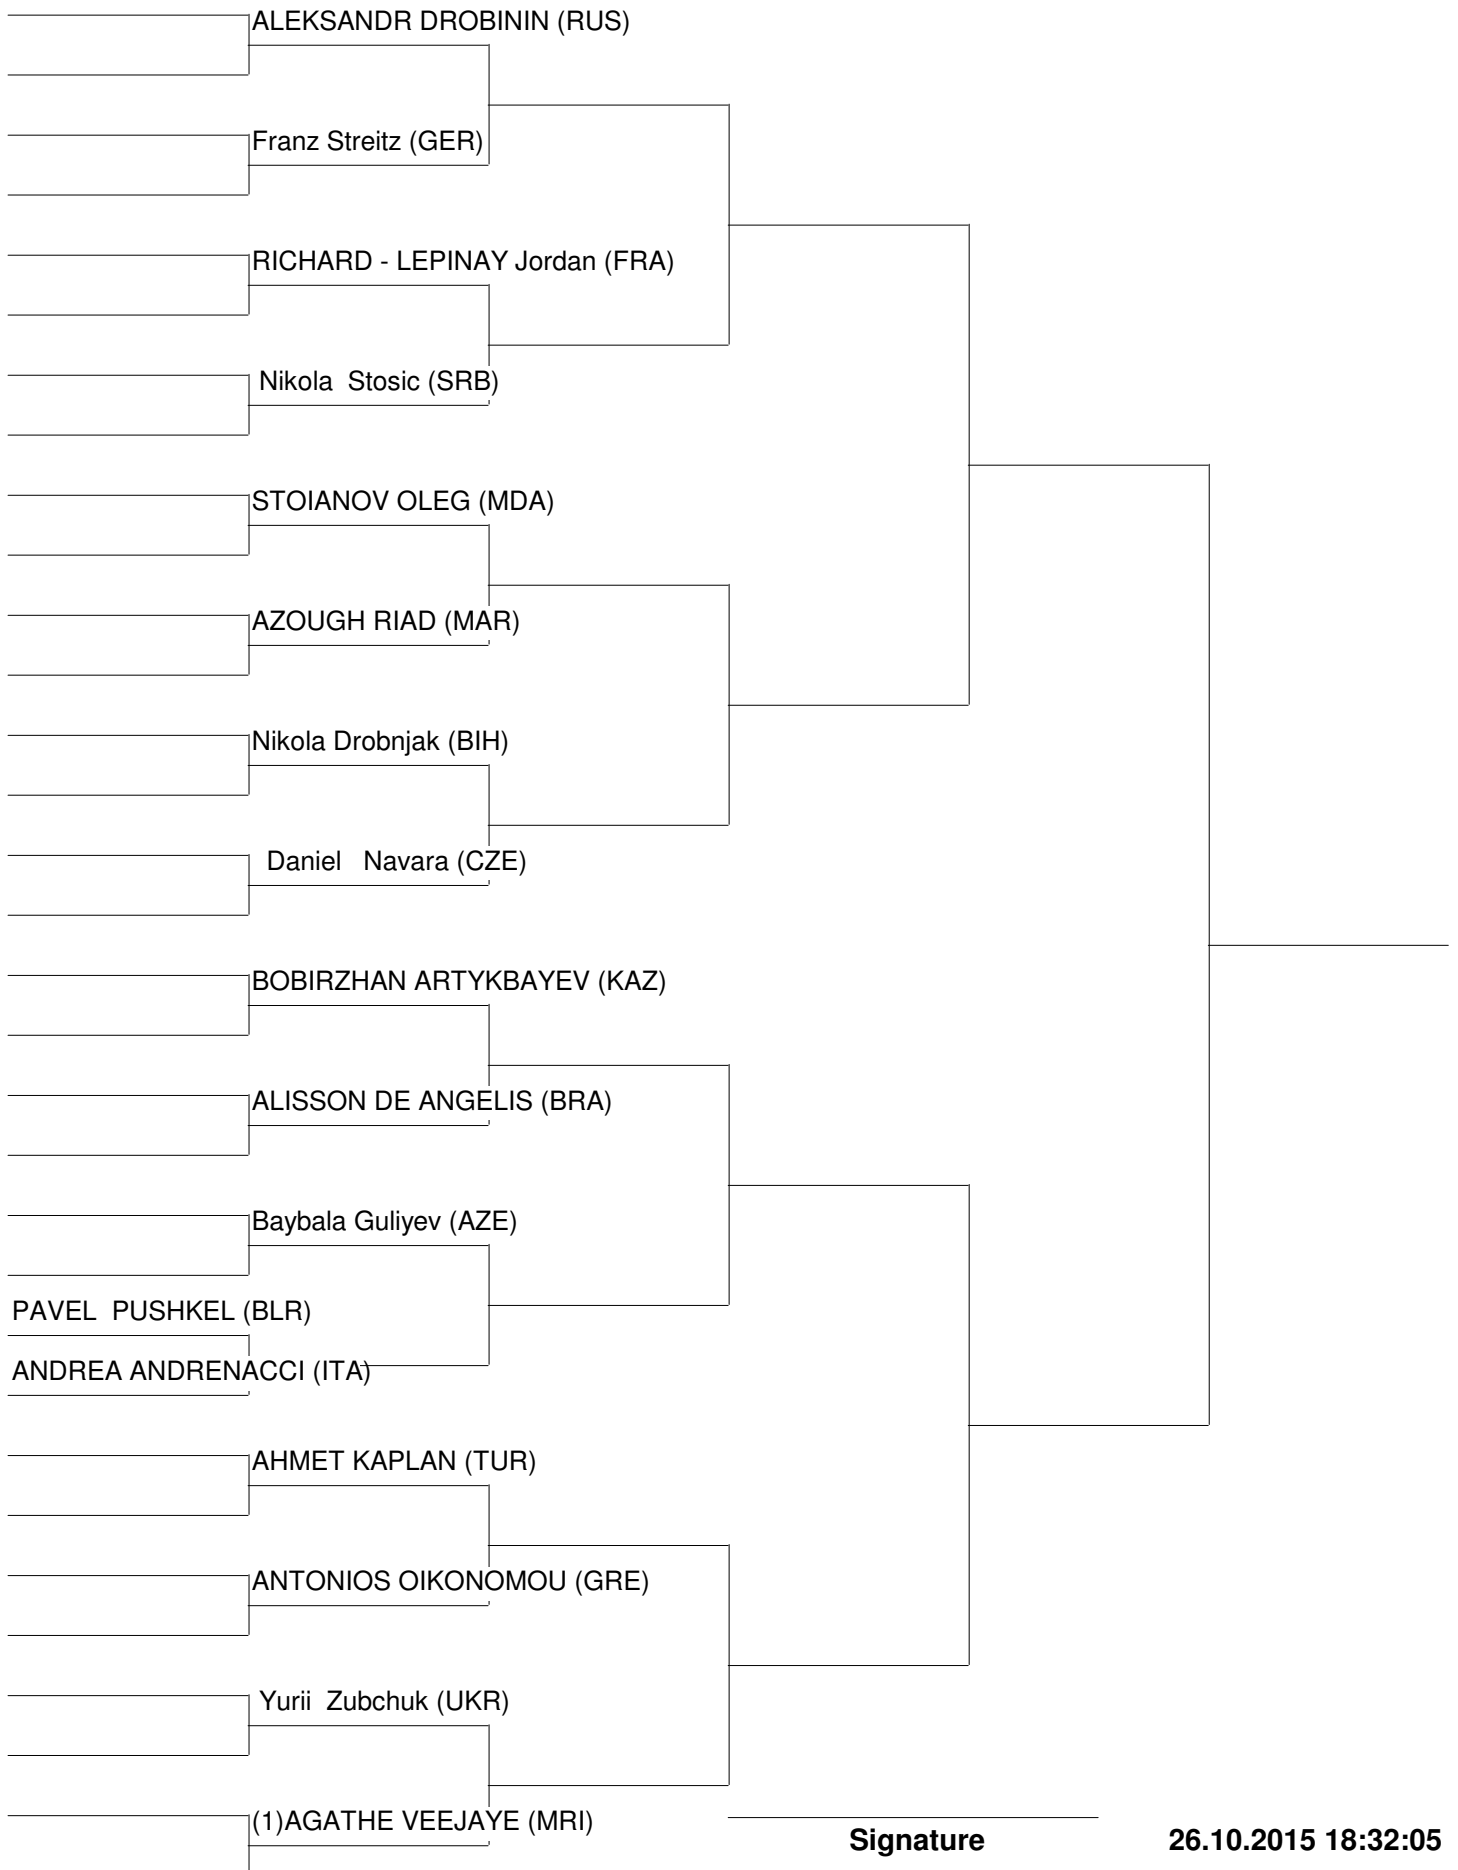 ALEKSANDR DROBININ (RUS)
Franz Streitz (GER)
RICHARD - LEPINAY Jordan (FRA)
Nikola  Stosic (SRB)
STOIANOV OLEG (MDA)
AZOUGH RIAD (MAR)
Nikola Drobnjak (BIH)
Daniel   Navara (CZE)
BOBIRZHAN ARTYKBAYEV (KAZ)
ALISSON DE ANGELIS (BRA)
Baybala Guliyev (AZE)
PAVEL  PUSHKEL (BLR)
ANDREA ANDRENACCI (ITA)
AHMET KAPLAN (TUR)
ANTONIOS OIKONOMOU (GRE)
Yurii  Zubchuk (UKR)
(1)AGATHE VEEJAYE (MRI)
Signature
26.10.2015 18:32:05